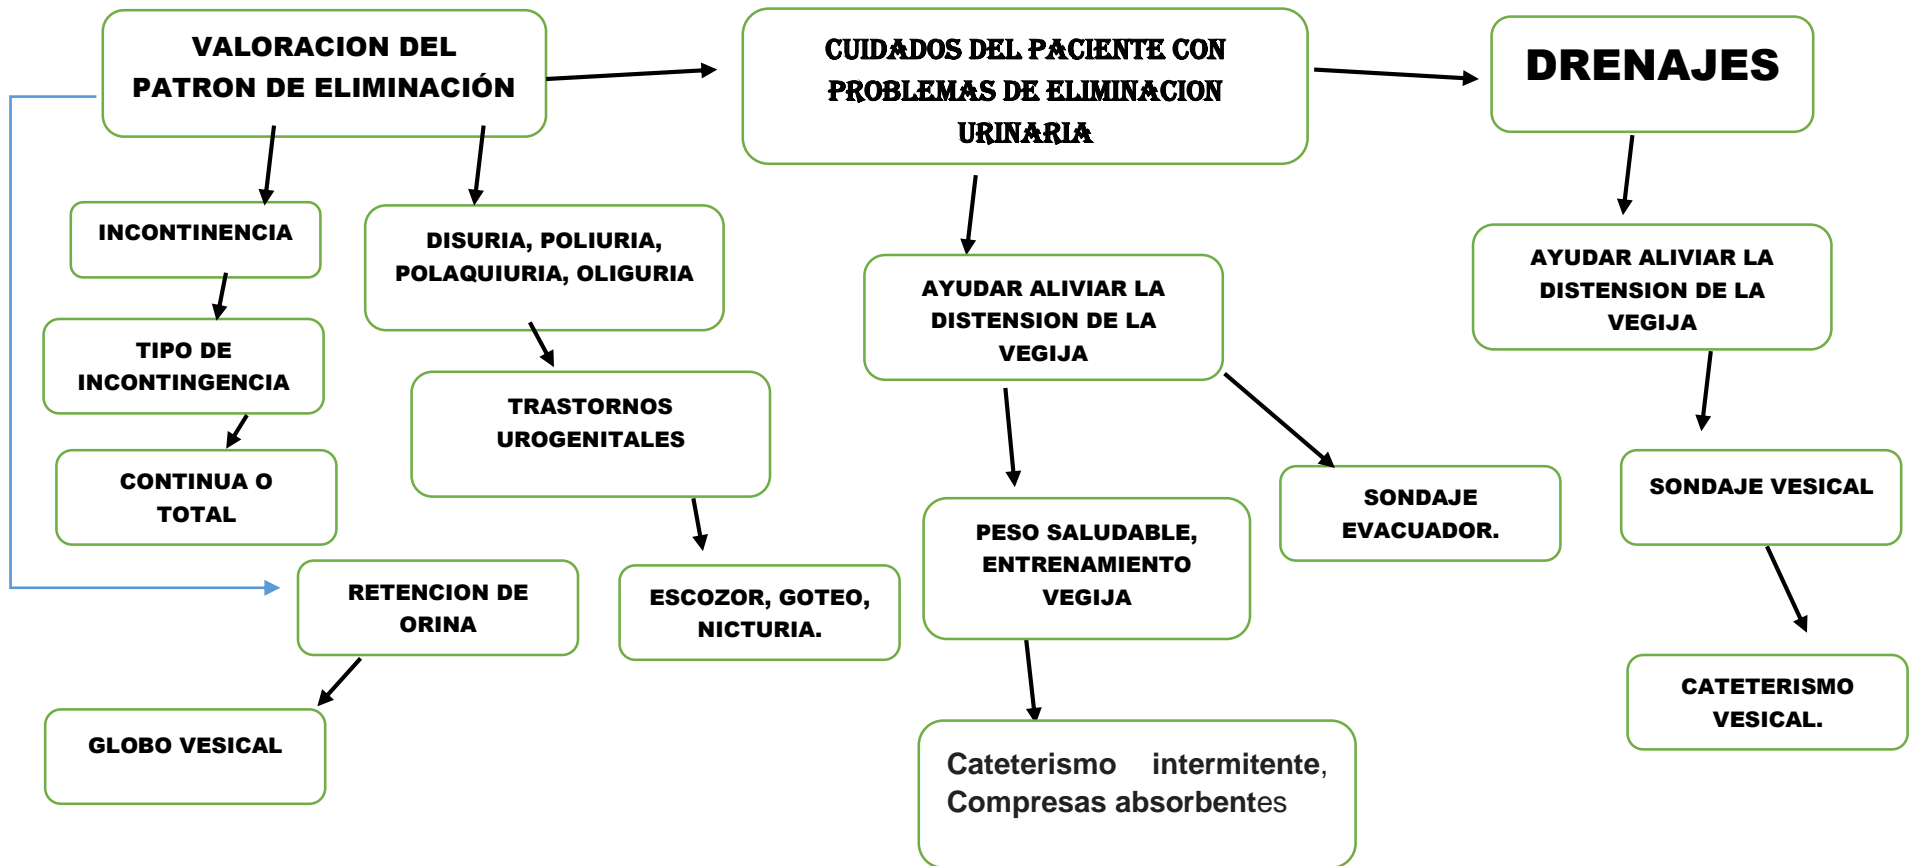 VALORACION DEL
PATRON DE ELIMINACIÓN
CUIDADOS DEL PACIENTE CON
PROBLEMAS DE ELIMINACION
URINARIA
DRENAJES
INCONTINENCIA
DISURIA, POLIURIA,
POLAQUIURIA, OLIGURIA
AYUDAR ALIVIAR LA
DISTENSION DE LA
VEGIJA
AYUDAR ALIVIAR LA
DISTENSION DE LA
VEGIJA
TIPO DE
INCONTINGENCIA
TRASTORNOS
UROGENITALES
CONTINUA O
TOTAL
PESO SALUDABLE,
ENTRENAMIENTO
VEGIJA
SONDAJE
EVACUADOR.
SONDAJE VESICAL
RETENCION DE
ORINA
ESCOZOR, GOTEO,
NICTURIA.
GLOBO VESICAL
Cateterismo intermitente,
Compresas absorbentes
CATETERISMO
VESICAL.